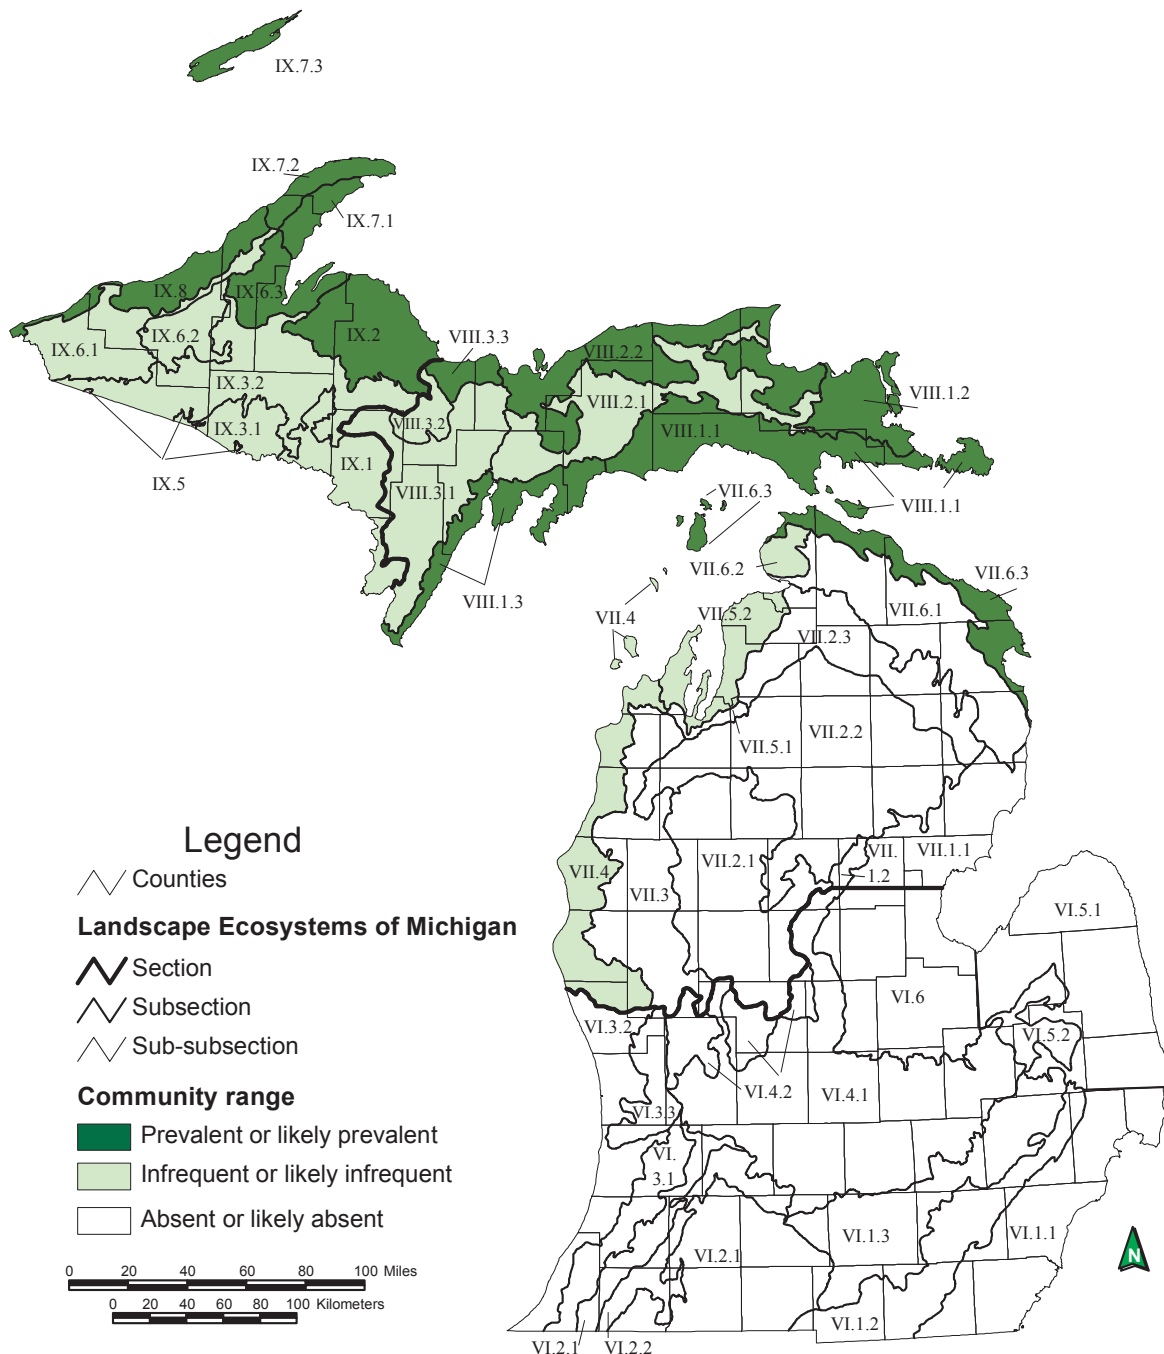 IX.7.3
IX.7.2
IX.7.1
IX.8
IX.6.3
IX.2
IX.6.1
IX.6.2
VIII.3.3
VIII.2.2
IX.3.2
VIII.2.1
VIII.1.2
IX.3.1
VIII.3.2
VIII.1.1
IX.1
IX.5
VIII.3.1
VII.6.3
VIII.1.1
VII.6.2
VIII.1.3
VII.6.3
VII.6.1
VII.4
VII.5.2
VII.2.3
VII.5.1
VII.2.2
VII.4
VII.3
VII.2.1
VII.
1.2
VII.1.1
VI.5.1
VI.6
VI.3.2
VI.5.2
VI.4.2
VI.4.1
VI.3.3
VI.
3.1
VI.1.3
VI.1.1
VI.2.1
VI.1.2
VI.2.1
VI.2.2
N
Legend
Counties
Landscape Ecosystems of Michigan
Section
Subsection
Sub-subsection
Community range
Prevalent or likely prevalent
Infrequent or likely infrequent
Absent or likely absent
0 20 40 60 80 100 Miles
0 20 40 60 80 100 Kilometers